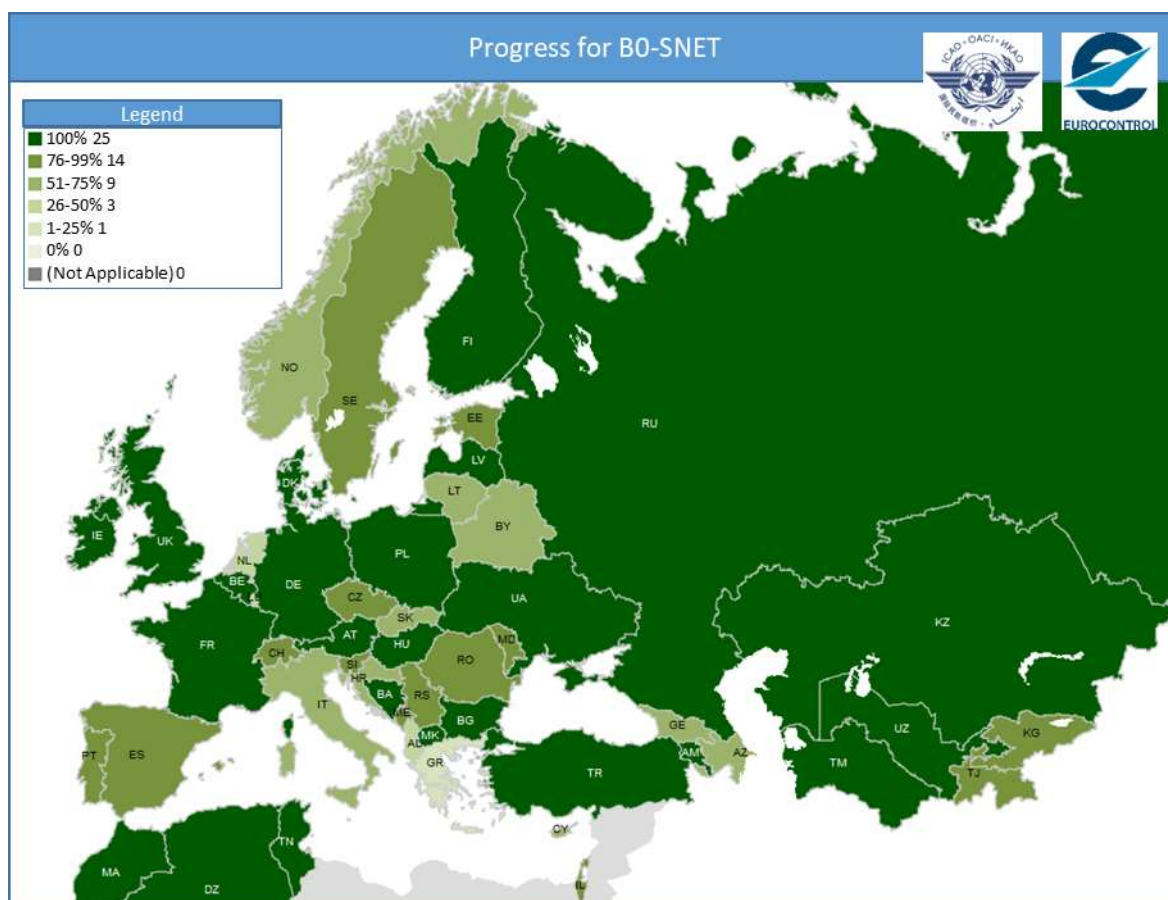 Progress for B0-SNET
ICAO • OACI • ИКАО
EUROCONTROL
Legend
100% 25
76-99% 14
51-75% 9
26-50% 3
1-25% 1
0% 0
(Not Applicable) 0
FI
NO
SE
EE
RU
LV
DK
LT
BY
IE
UK
NL
PL
BE
DE
UA
CZ
SK
KZ
FR
AT
HU
MD
CH
SI
RO
HR
BA
RS
IT
ME
BG
UZ
GE
KG
PT
ES
MK
AL
AM
AZ
GR
TM
TR
TJ
CY
TN
MA
DZ
IL